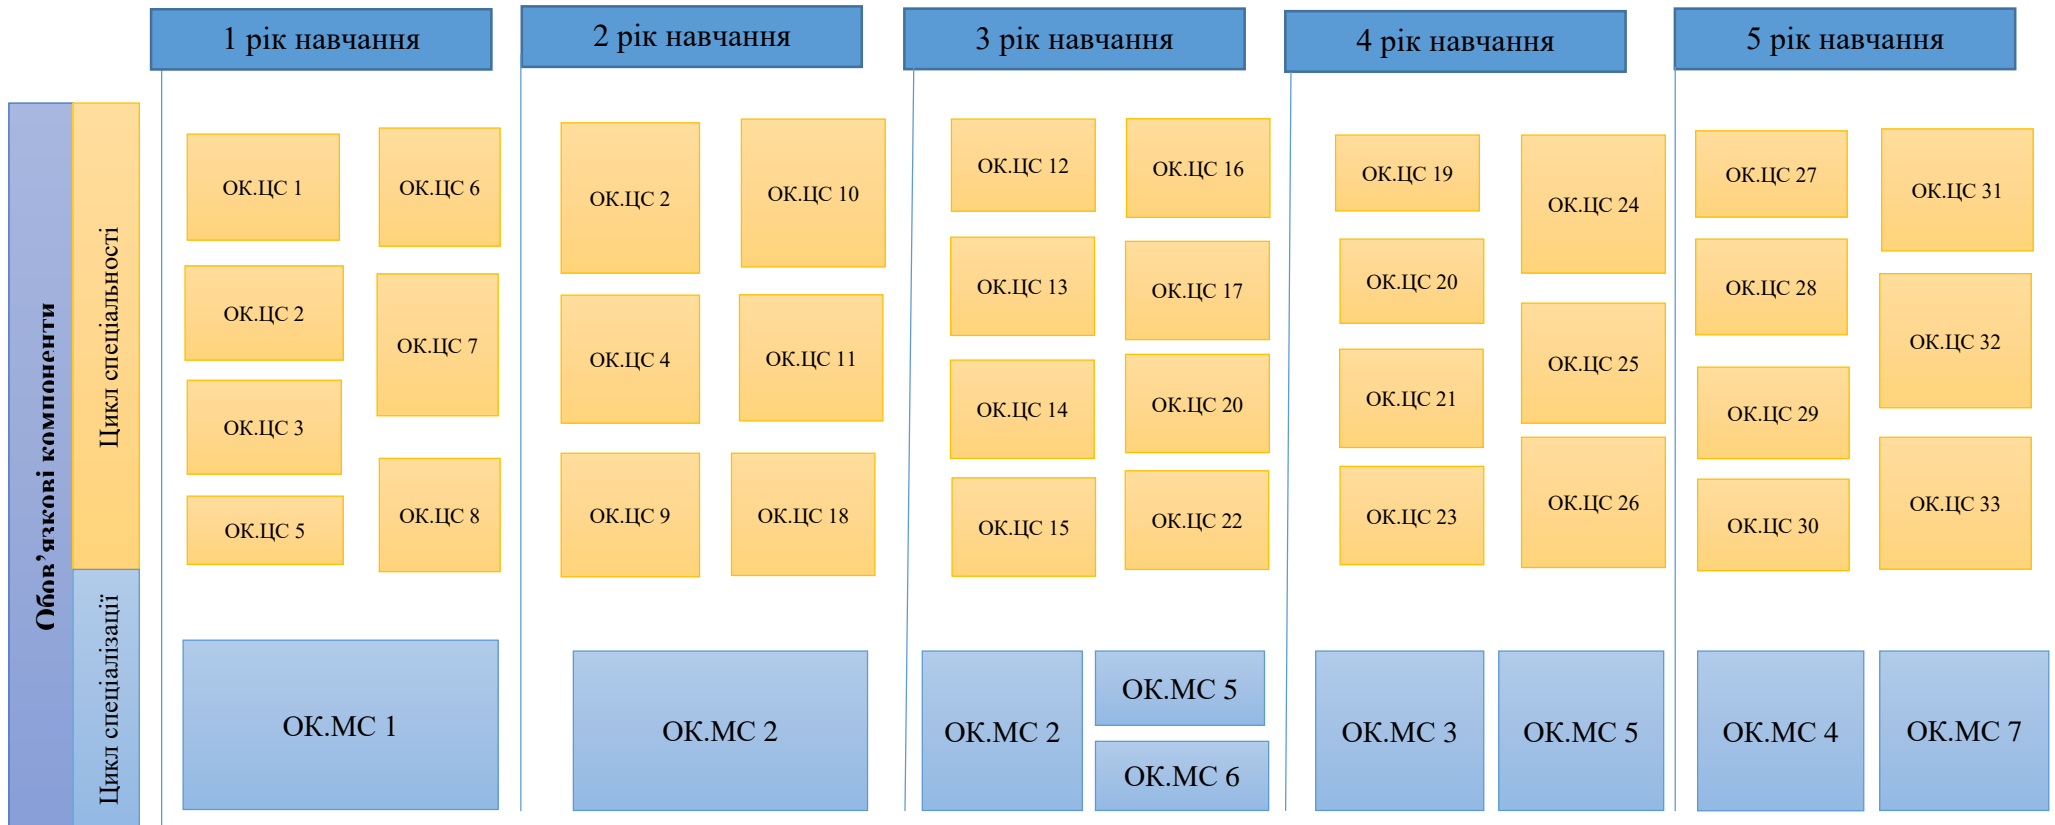 1 рік навчання
2 рік навчання
3 рік навчання
4 рік навчання
5 рік навчання
Обов’язкові компоненти
Цикл спеціальності
ОК.ЦС 1
ОК.ЦС 6
ОК.ЦС 2
ОК.ЦС 7
ОК.ЦС 3
ОК.ЦС 5
ОК.ЦС 8
ОК.ЦС 2
ОК.ЦС 10
ОК.ЦС 4
ОК.ЦС 11
ОК.ЦС 9
ОК.ЦС 18
ОК.ЦС 12
ОК.ЦС 16
ОК.ЦС 13
ОК.ЦС 17
ОК.ЦС 14
ОК.ЦС 20
ОК.ЦС 15
ОК.ЦС 22
ОК.ЦС 19
ОК.ЦС 24
ОК.ЦС 20
ОК.ЦС 25
ОК.ЦС 21
ОК.ЦС 23
ОК.ЦС 26
ОК.ЦС 27
ОК.ЦС 31
ОК.ЦС 28
ОК.ЦС 32
ОК.ЦС 29
ОК.ЦС 30
ОК.ЦС 33
Цикл спеціалізації
ОК.МС 1
ОК.МС 2
ОК.МС 2
ОК.МС 5
ОК.МС 6
ОК.МС 3
ОК.МС 5
ОК.МС 4
ОК.МС 7